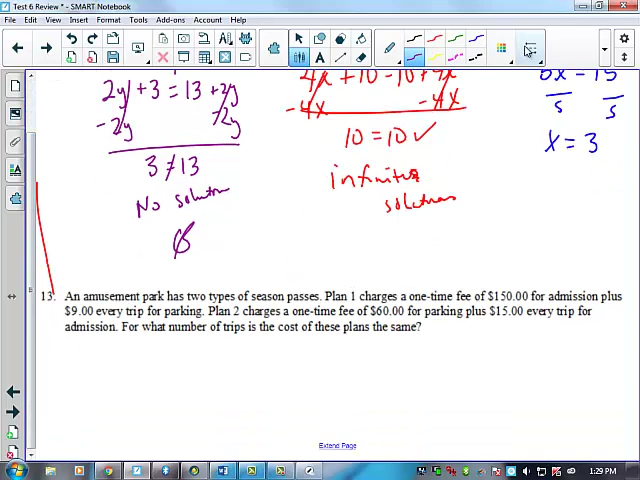 Test 6 Review * - SMART Notebook
File Edit View Insert Format Tools Add-ons Account Help
2y + 3 = 13 + 2y
-2y -2y
3 ≠ 13
No solution
∅
4x + 10 = 10 + 4x
-4x -4x
10 = 10 ✓
infinite
solutions
5x = 15
5 5
x = 3
13. An amusement park has two types of season passes. Plan 1 charges a one-time fee of $150.00 for admission plus
$9.00 every trip for parking. Plan 2 charges a one-time fee of $60.00 for parking plus $15.00 every trip for
admission. For what number of trips is the cost of these plans the same?
Extend Page
1:29 PM